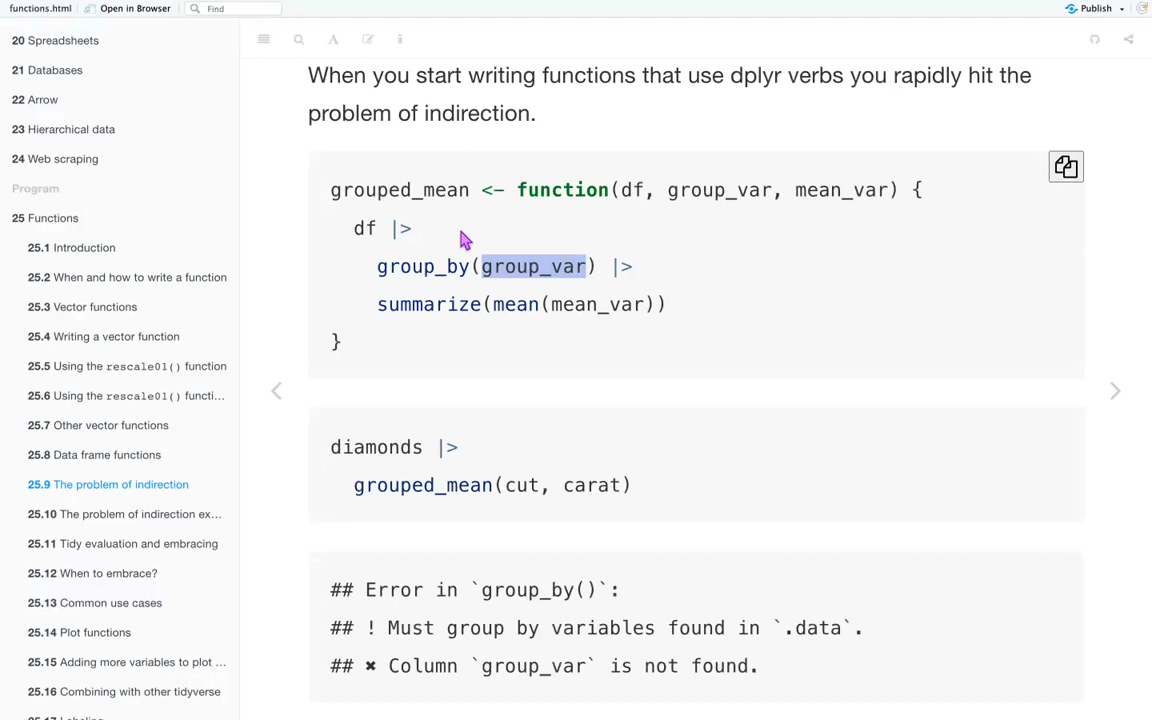 functions.html Open in Browser Find Publish
20 Spreadsheets
21 Databases
22 Arrow
23 Hierarchical data
24 Web scraping
Program
25 Functions
25.1 Introduction
25.2 When and how to write a function
25.3 Vector functions
25.4 Writing a vector function
25.5 Using the rescale01() function
25.6 Using the rescale01() functi…
25.7 Other vector functions
25.8 Data frame functions
25.9 The problem of indirection
25.10 The problem of indirection ex…
25.11 Tidy evaluation and embracing
25.12 When to embrace?
25.13 Common use cases
25.14 Plot functions
25.15 Adding more variables to plot …
25.16 Combining with other tidyverse
25.17 Labeling
When you start writing functions that use dplyr verbs you rapidly hit the
problem of indirection.
grouped_mean <- function(df, group_var, mean_var) {
  df |>
    group_by(group_var) |>
    summarize(mean(mean_var))
}
diamonds |>
  grouped_mean(cut, carat)
## Error in `group_by()`:
## ! Must group by variables found in `.data`.
## ✖ Column `group_var` is not found.